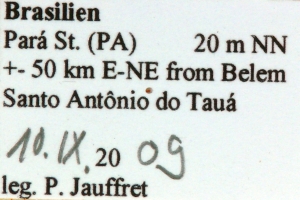 Brasilien
Pará St. (PA) 20 m NN
+- 50 km E-NE from Belem
Santo Antônio do Tauá
10.IX.20 09
leg. P. Jauffret